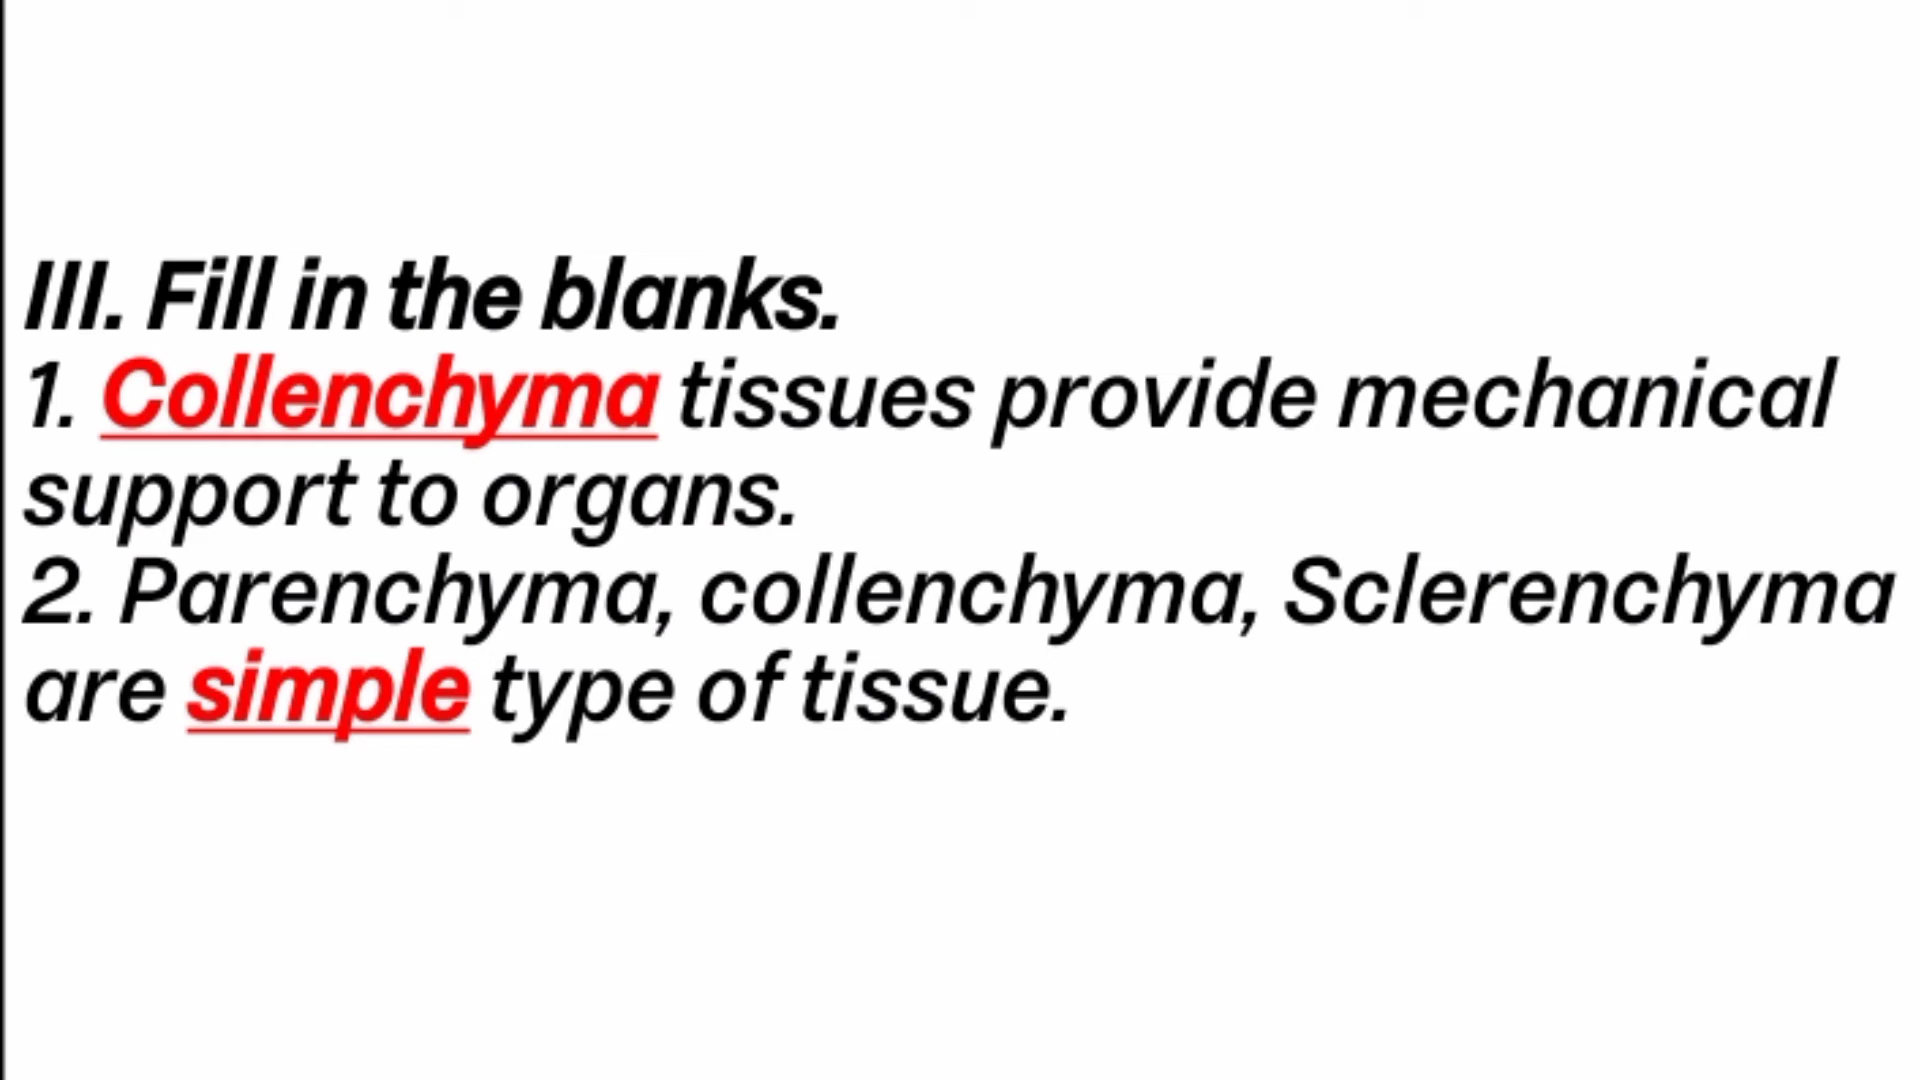 III. Fill in the blanks.
1. Collenchyma tissues provide mechanical
support to organs.
2. Parenchyma, collenchyma, Sclerenchyma
are simple type of tissue.